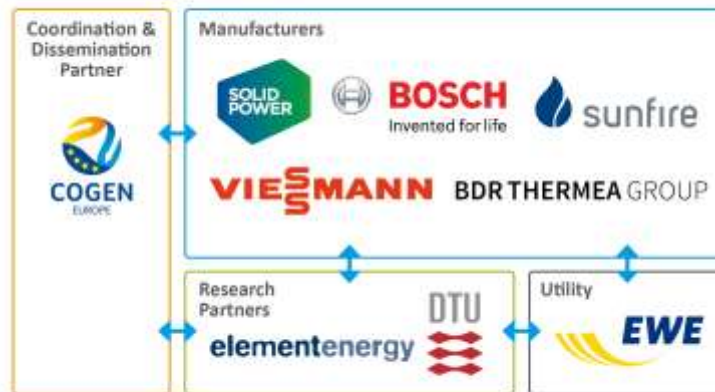 Coordination &
Dissemination
Partner
COGEN
EUROPE
Manufacturers
SOLID
POWER
BOSCH
Invented for life
sunfire
VIESSMANN
BDR THERMEA GROUP
Research
Partners
elementenergy
DTU
Utility
EWE